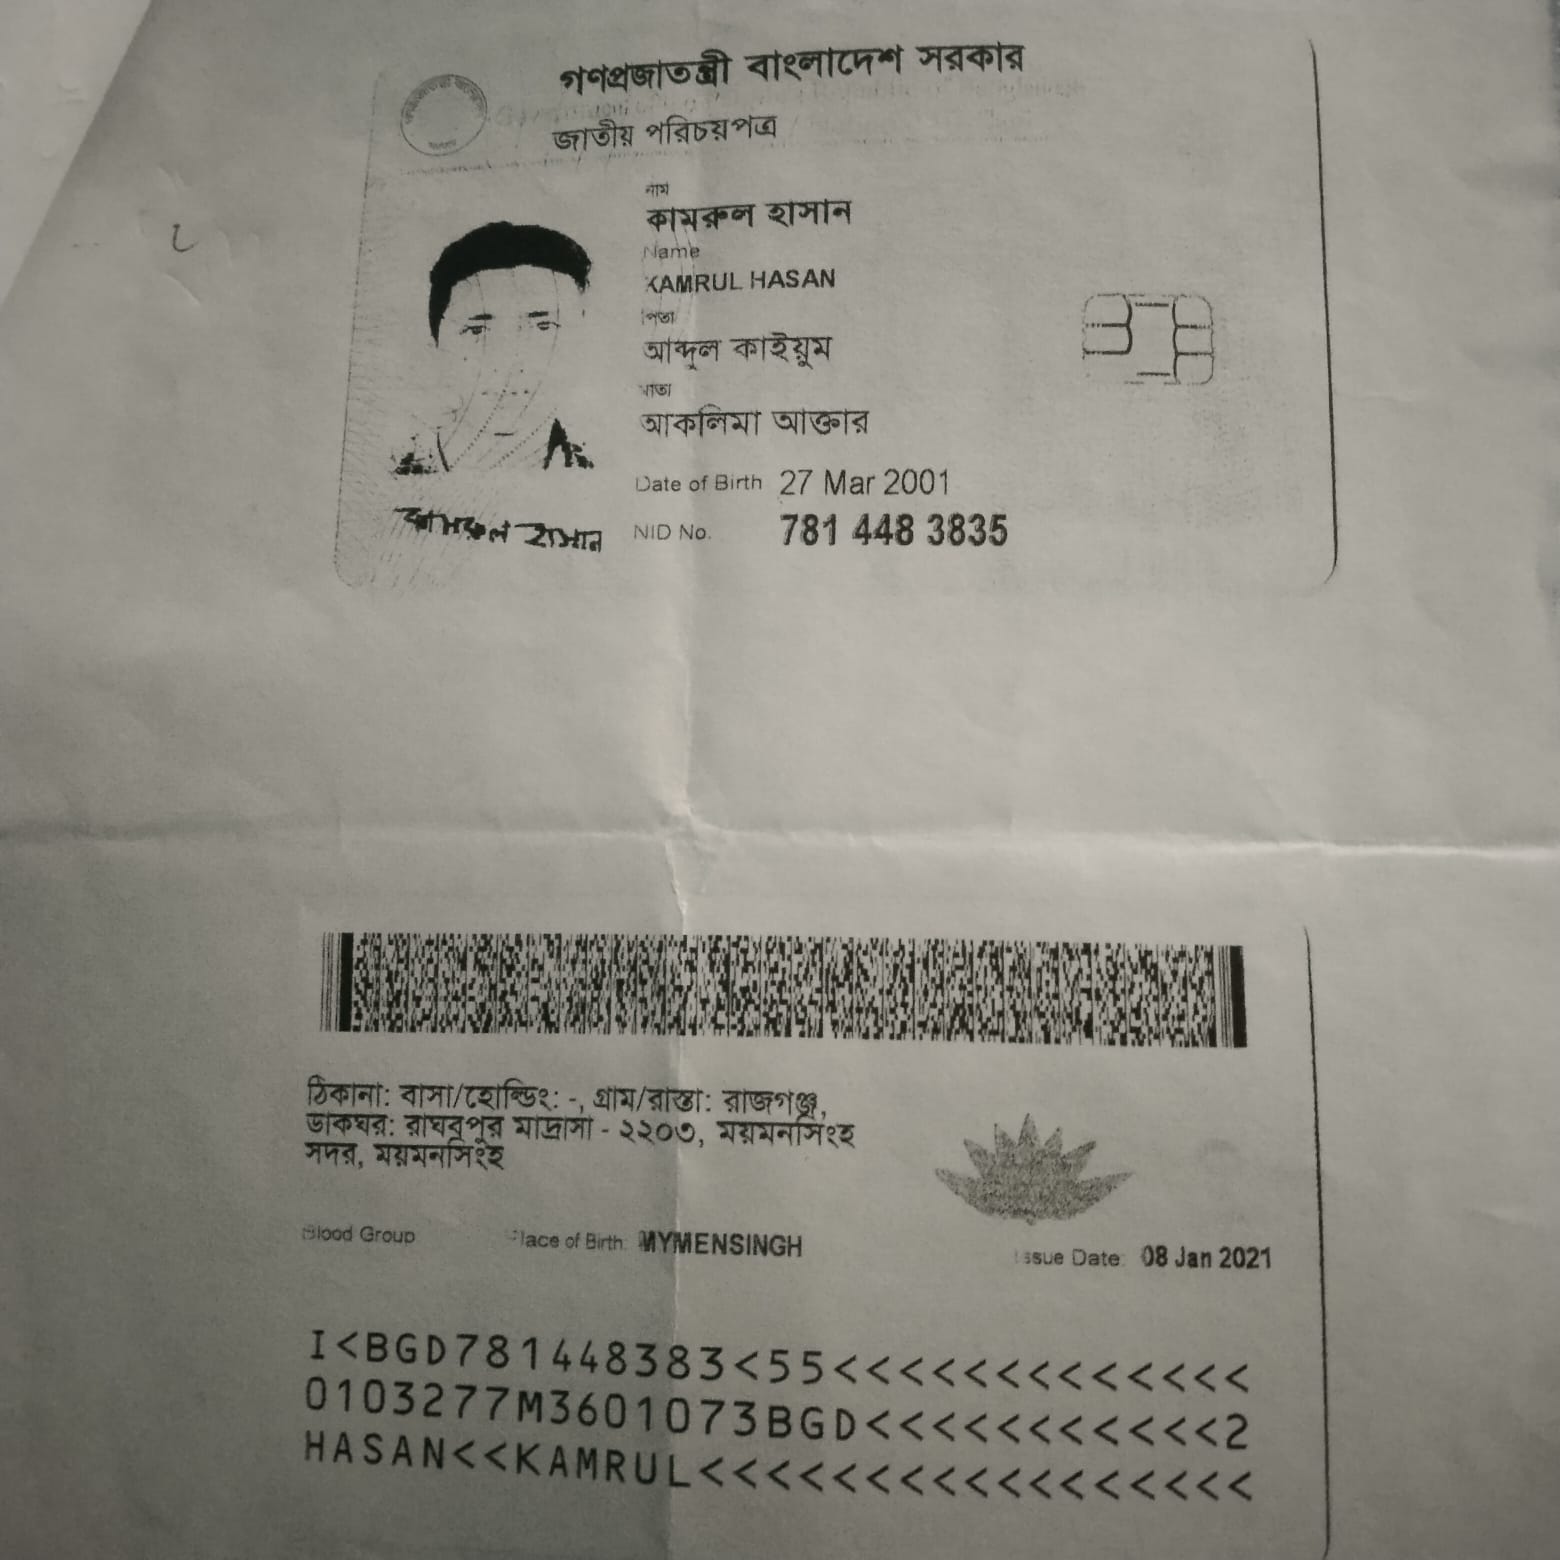 গণপ্রজাতন্ত্রী বাংলাদেশ সরকার
জাতীয় পরিচয়পত্র
নাম
কামরুল হাসান
Name
KAMRUL HASAN
পিতা
আব্দুল কাইয়ুম
মাতা
আকলিমা আক্তার
Date of Birth 27 Mar 2001
NID No. 781 448 3835
কামরুল হাসান
ঠিকানা: বাসা/হোল্ডিং: -, গ্রাম/রাস্তা: রাজগঞ্জ,
ডাকঘর: রাঘবপুর মাদ্রাসা - ২২০৩, ময়মনসিংহ
সদর, ময়মনসিংহ
Blood Group Place of Birth: MYMENSINGH Issue Date: 08 Jan 2021
I<BGD781448383<55<<<<<<<<<<<<<
0103277M3601073BGD<<<<<<<<<<<2
HASAN<<KAMRUL<<<<<<<<<<<<<<<<<